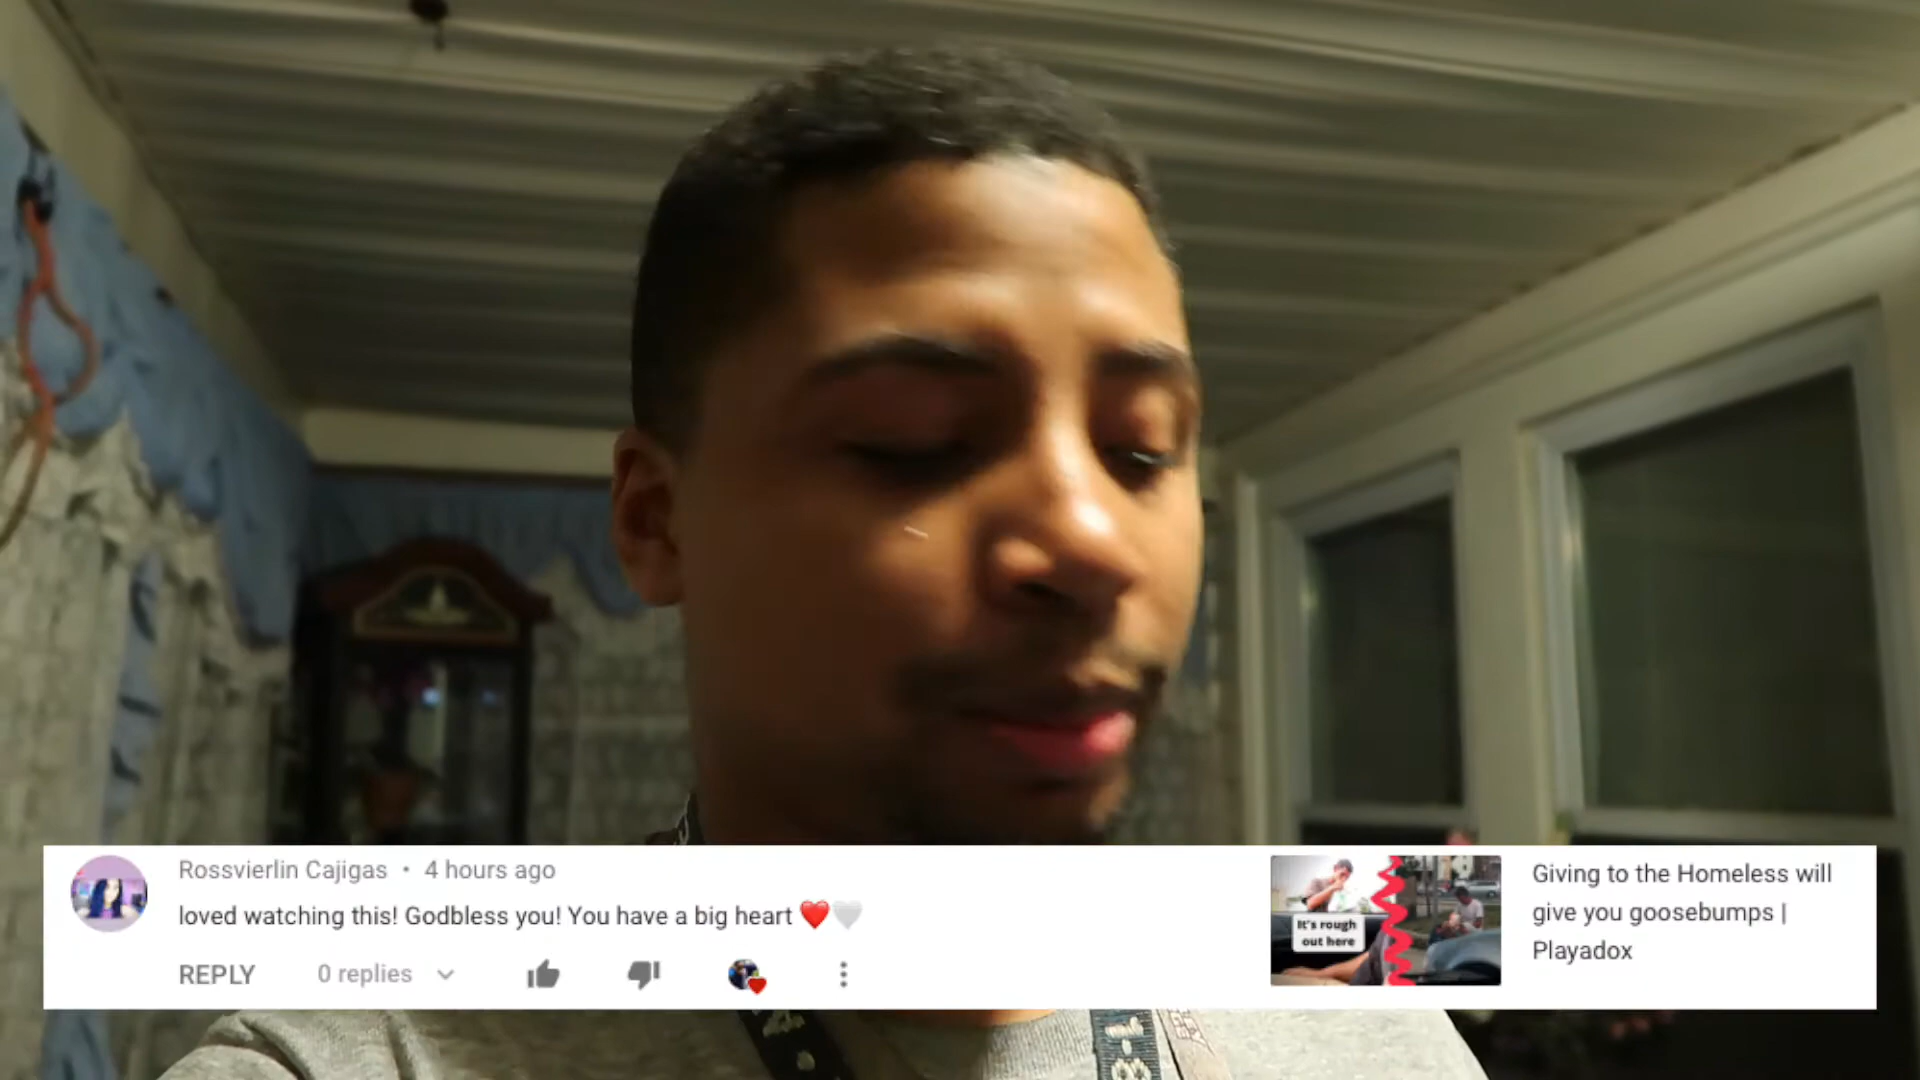 Rossvierlin Cajigas • 4 hours ago
loved watching this! Godbless you! You have a big heart ❤️🤍
REPLY 0 replies
It's rough
out here
Giving to the Homeless will
give you goosebumps |
Playadox